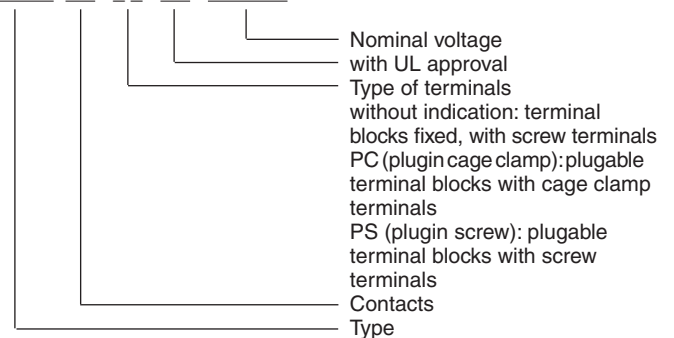 Nominal voltage
with UL approval
Type of terminals
without indication: terminal
blocks fixed, with screw terminals
PC (plugin cage clamp): plugable
terminal blocks with cage clamp
terminals
PS (plugin screw): plugable
terminal blocks with screw
terminals
Contacts
Type